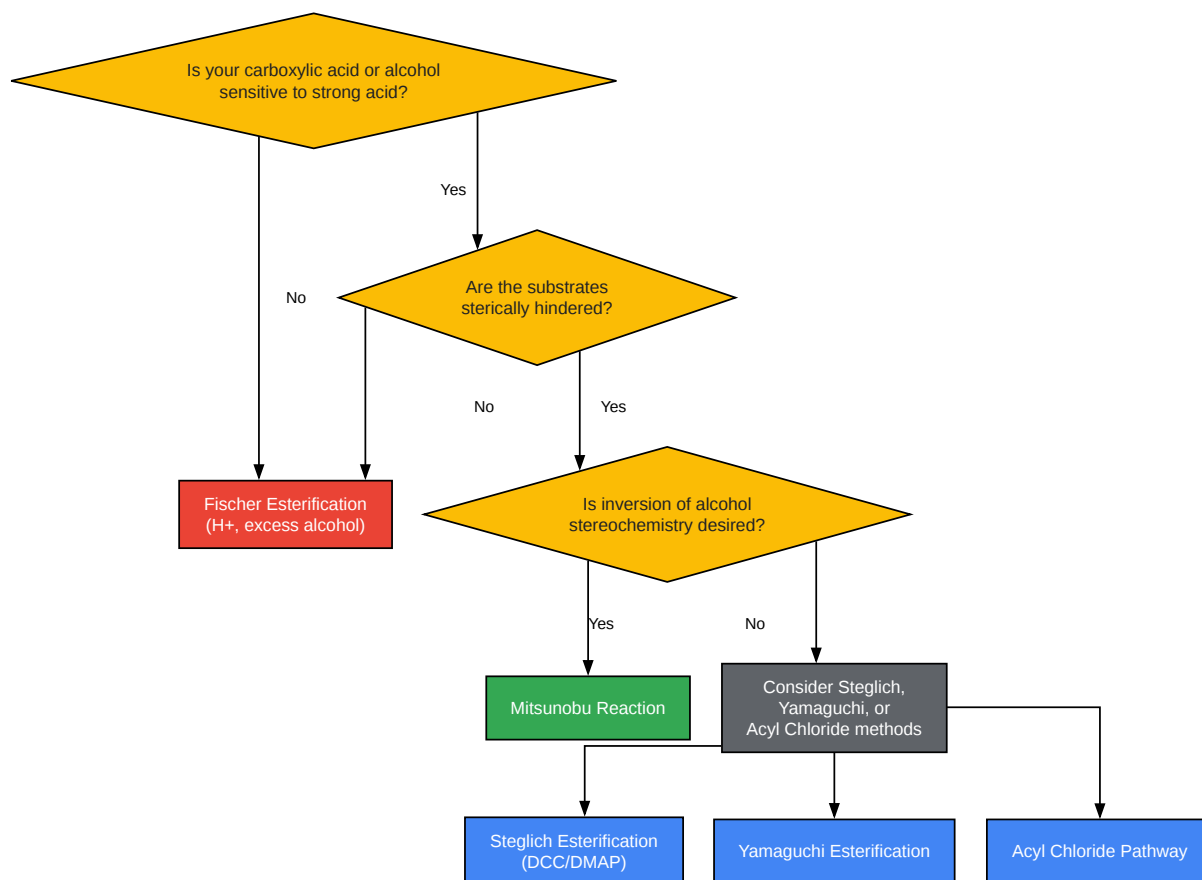 Is your carboxylic acid or alcohol
sensitive to strong acid?
Yes
Are the substrates
sterically hindered?
No
No
Yes
Fischer Esterification
(H+, excess alcohol)
Is inversion of alcohol
stereochemistry desired?
Yes
No
Mitsunobu Reaction
Consider Steglich,
Yamaguchi, or
Acyl Chloride methods
Steglich Esterification
(DCC/DMAP)
Yamaguchi Esterification
Acyl Chloride Pathway